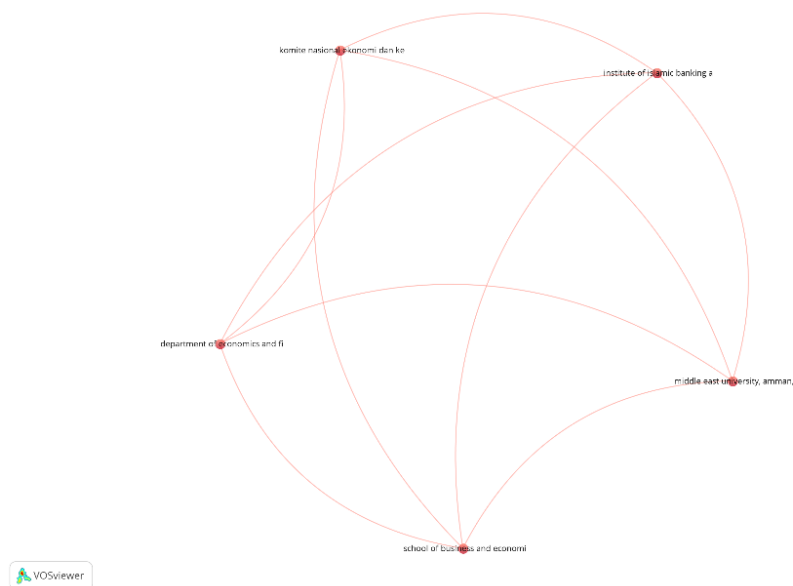 komite nasional ekonomi dan ke
institute of islamic banking a
department of economics and fi
middle east university, amman,
school of business and economi
VOSviewer